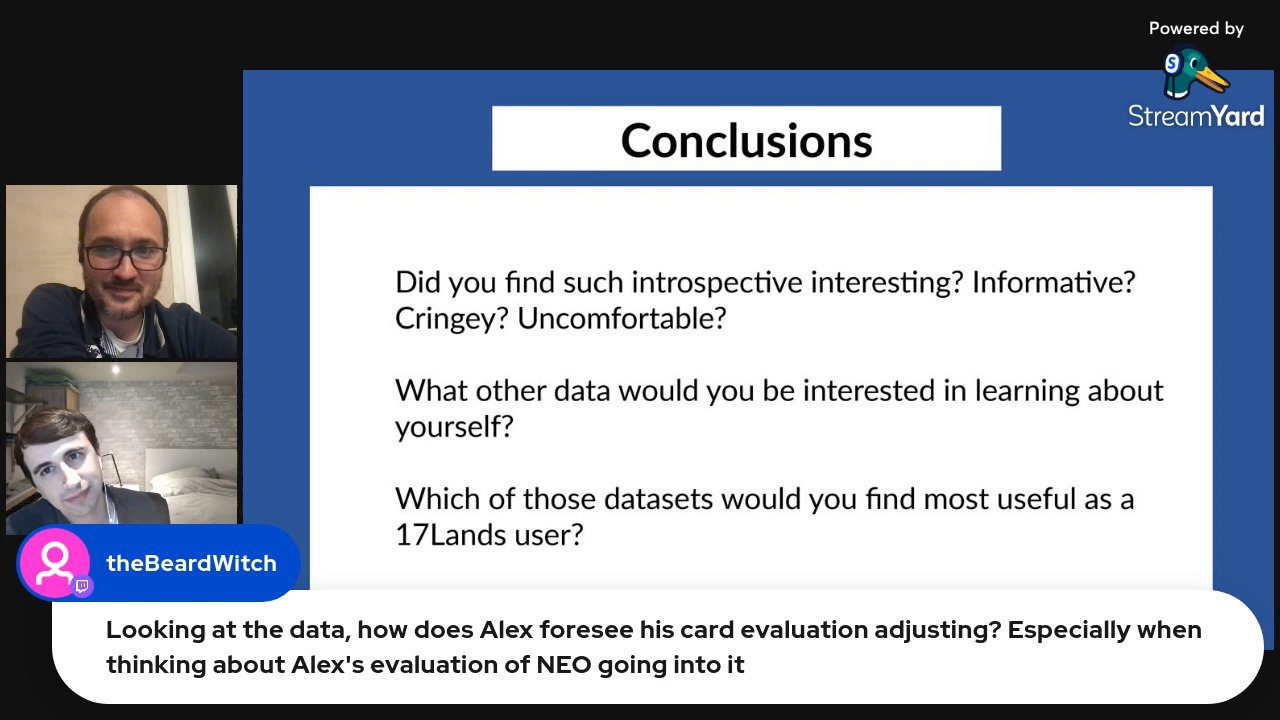 Powered by
StreamYard
Conclusions
Did you find such introspective interesting? Informative?
Cringey? Uncomfortable?
What other data would you be interested in learning about
yourself?
Which of those datasets would you find most useful as a
17Lands user?
theBeardWitch
Looking at the data, how does Alex foresee his card evaluation adjusting? Especially when
thinking about Alex's evaluation of NEO going into it